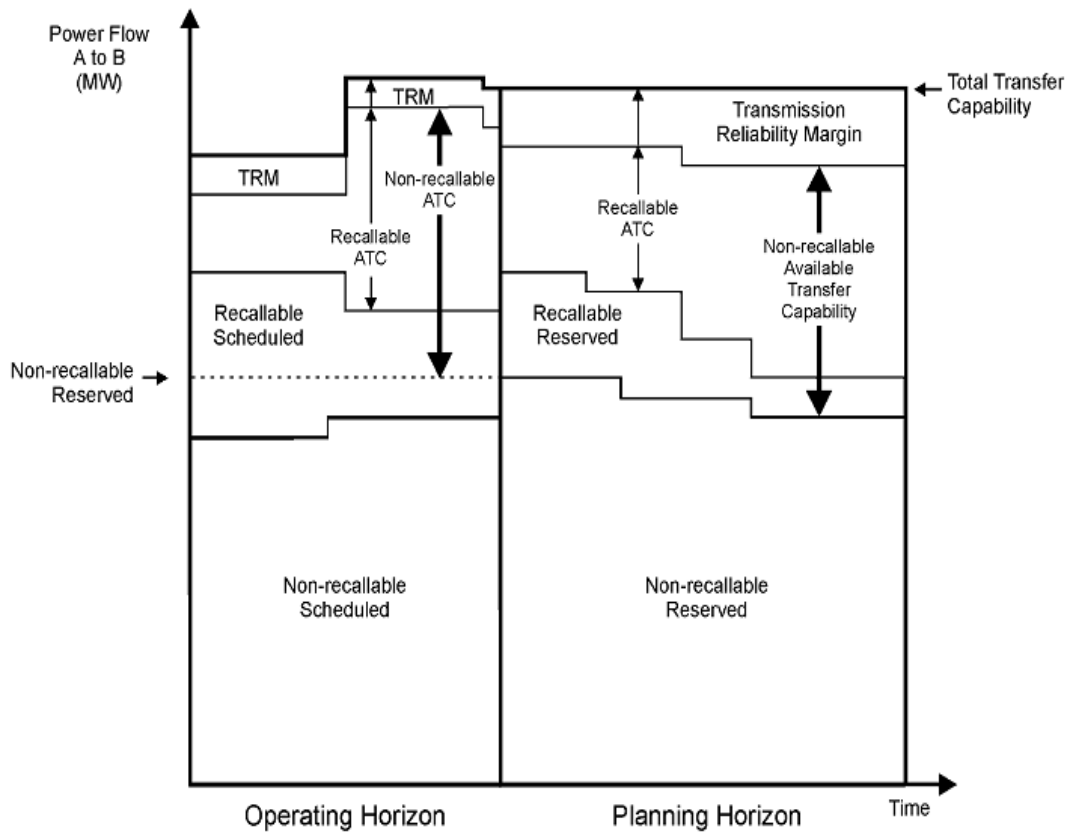 Power Flow
A to B
(MW)
Total Transfer
Capability
TRM
Transmission
Reliability Margin
TRM
Non-recallable
ATC
Recallable
ATC
Recallable
ATC
Non-recallable
Available
Transfer
Capability
Recallable
Scheduled
Recallable
Reserved
Non-recallable
Reserved
Non-recallable
Scheduled
Non-recallable
Reserved
Operating Horizon
Planning Horizon
Time